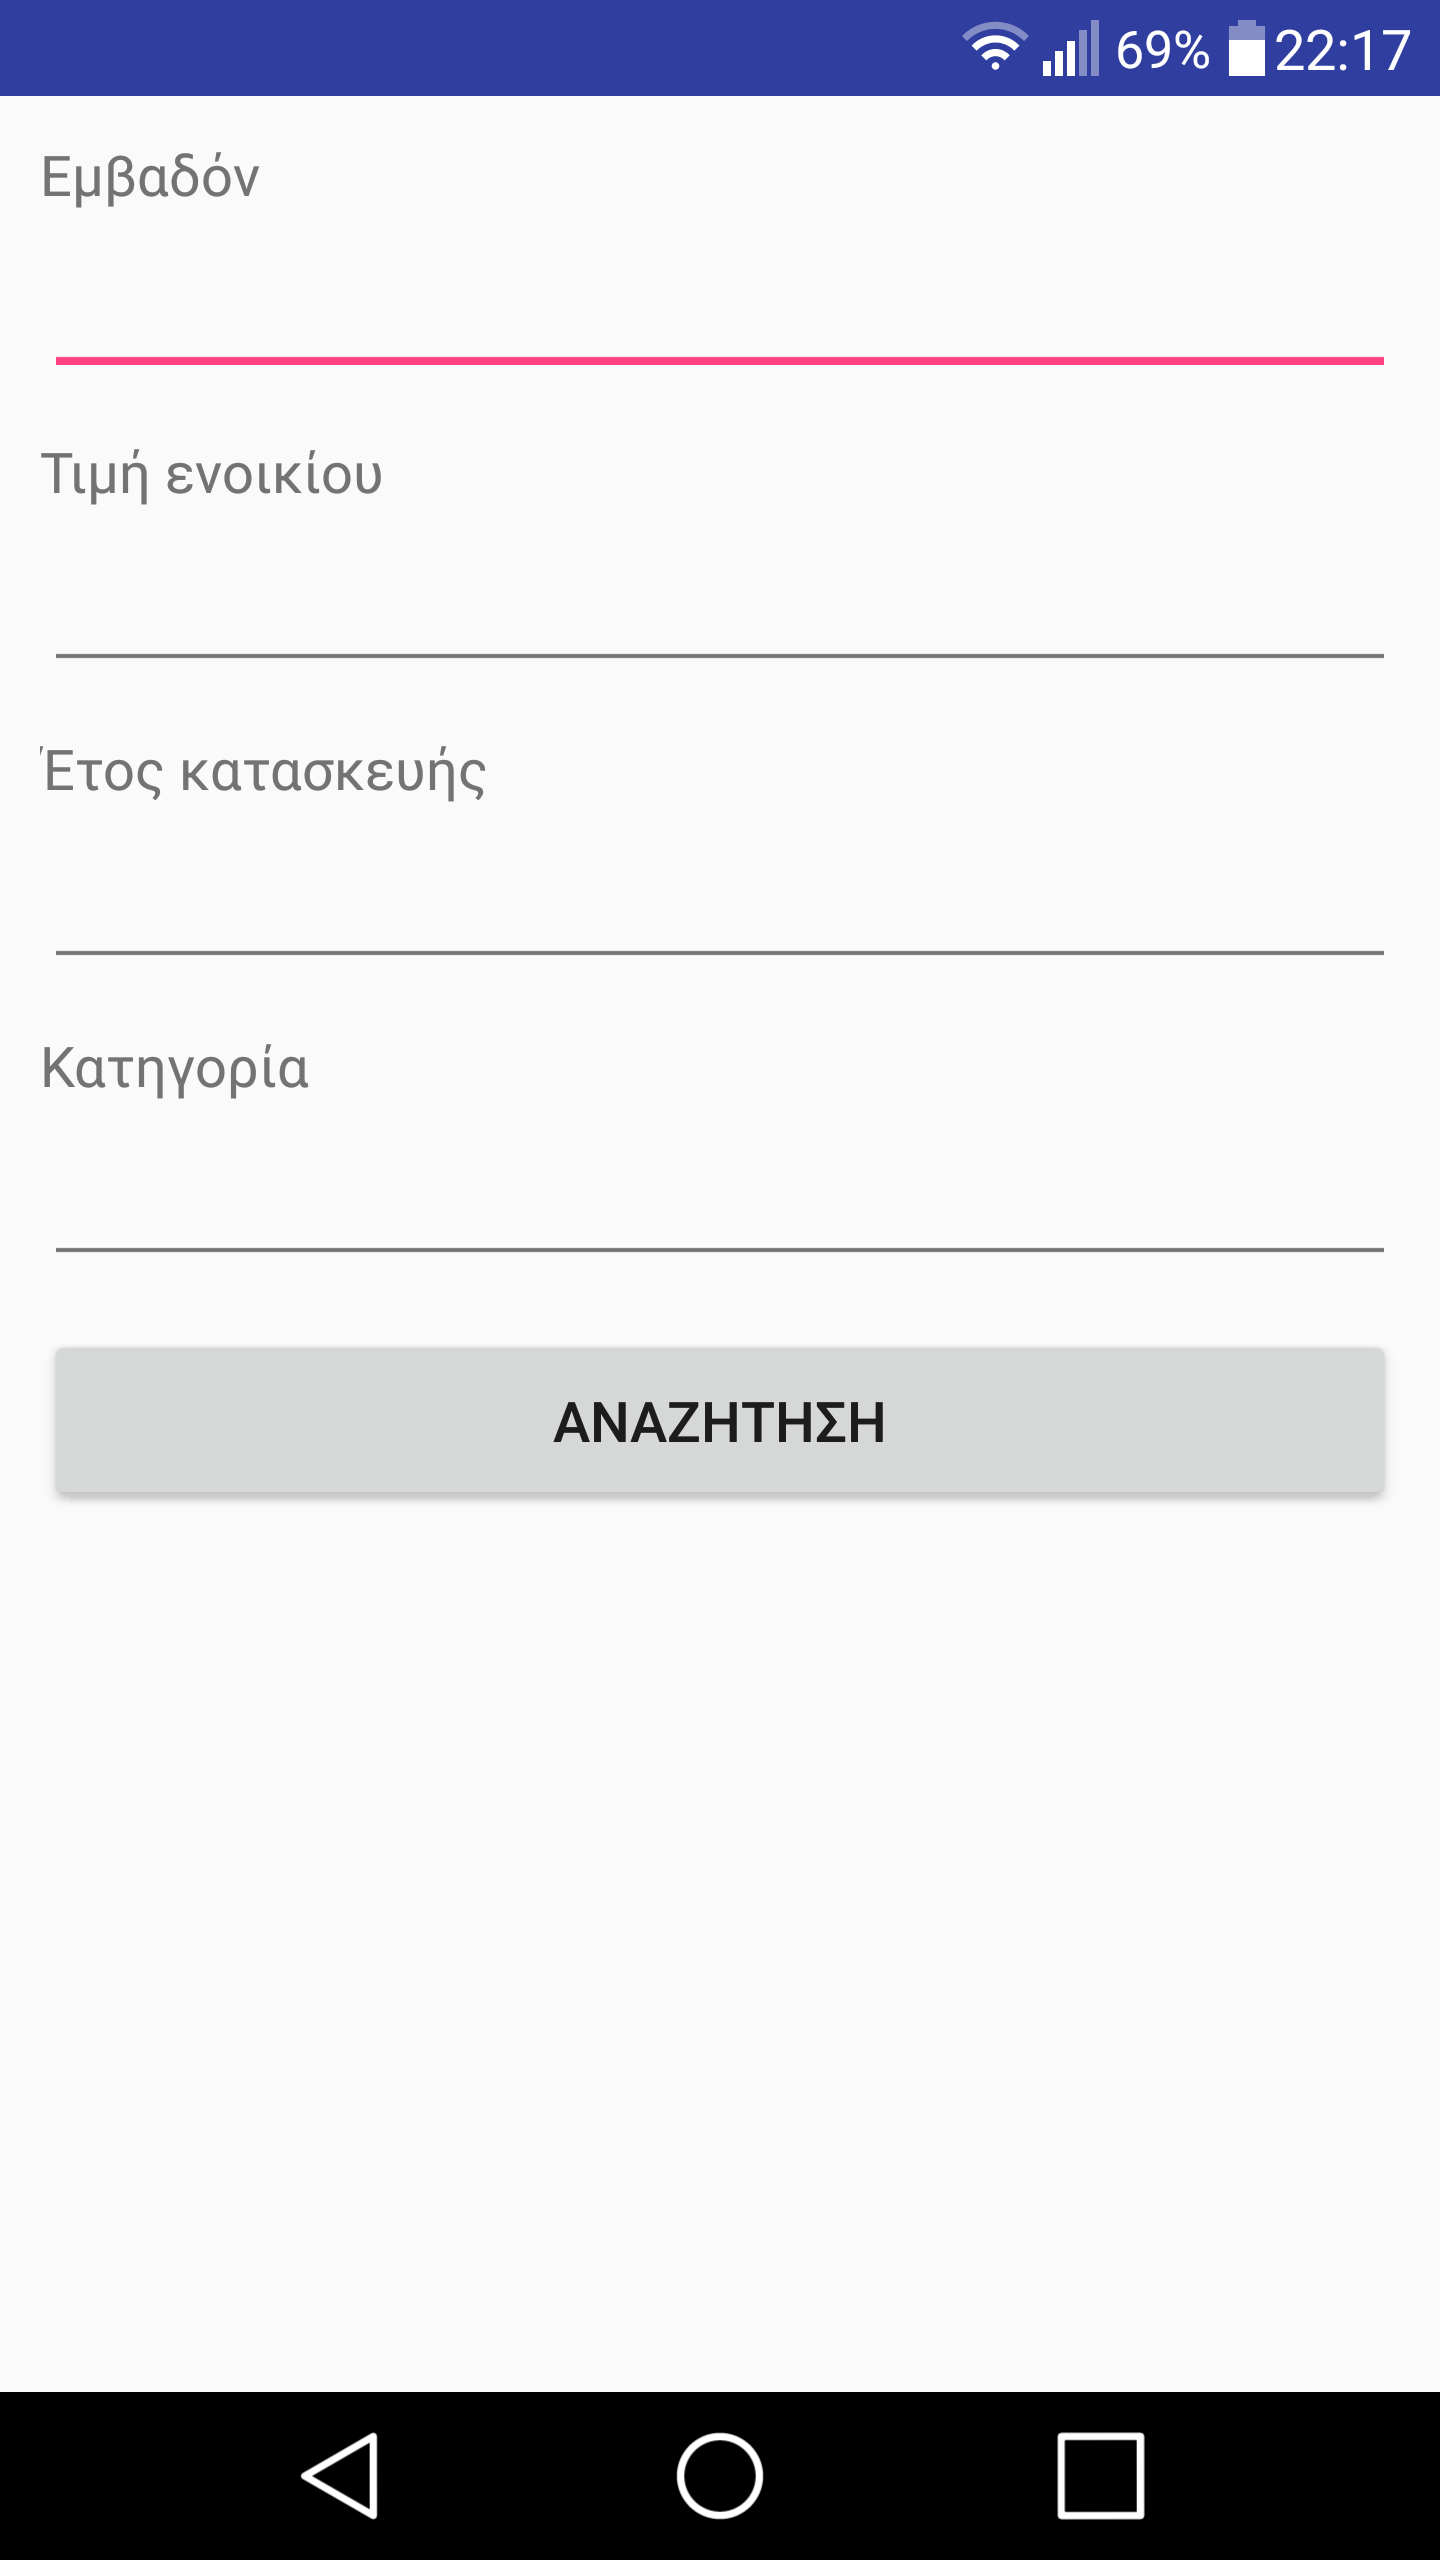 69% 22:17
Εμβαδόν
Τιμή ενοικίου
Έτος κατασκευής
Κατηγορία
ΑΝΑΖΗΤΗΣΗ